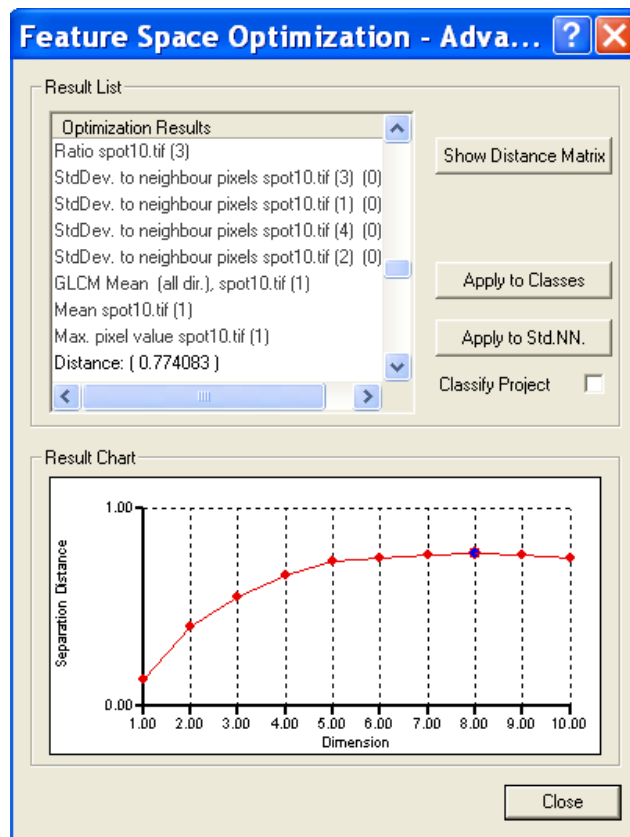 Feature Space Optimization - Adva...
Result List
Optimization Results
Ratio spot10.tif (3)
StdDev. to neighbour pixels spot10.tif (3) (0)
StdDev. to neighbour pixels spot10.tif (1) (0)
StdDev. to neighbour pixels spot10.tif (4) (0)
StdDev. to neighbour pixels spot10.tif (2) (0)
GLCM Mean (all dir.), spot10.tif (1)
Mean spot10.tif (1)
Max. pixel value spot10.tif (1)
Distance: ( 0.774083 )
Show Distance Matrix
Apply to Classes
Apply to Std.NN.
Classify Project
Result Chart
1.00
Separation Distance
0.00
1.00 2.00 3.00 4.00 5.00 6.00 7.00 8.00 9.00 10.00
Dimension
Close